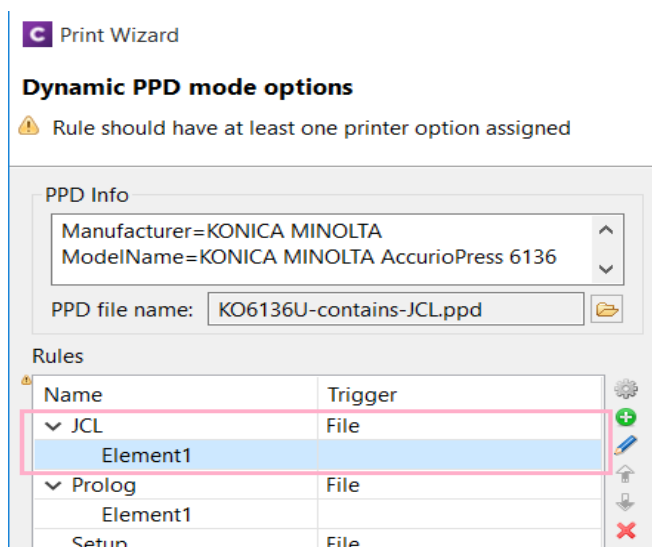 C Print Wizard
Dynamic PPD mode options
Rule should have at least one printer option assigned
PPD Info
Manufacturer=KONICA MINOLTA
ModelName=KONICA MINOLTA AccurioPress 6136
PPD file name: KO6136U-contains-JCL.ppd
Rules
Name Trigger
JCL File
Element1
Prolog File
Element1
Setup File